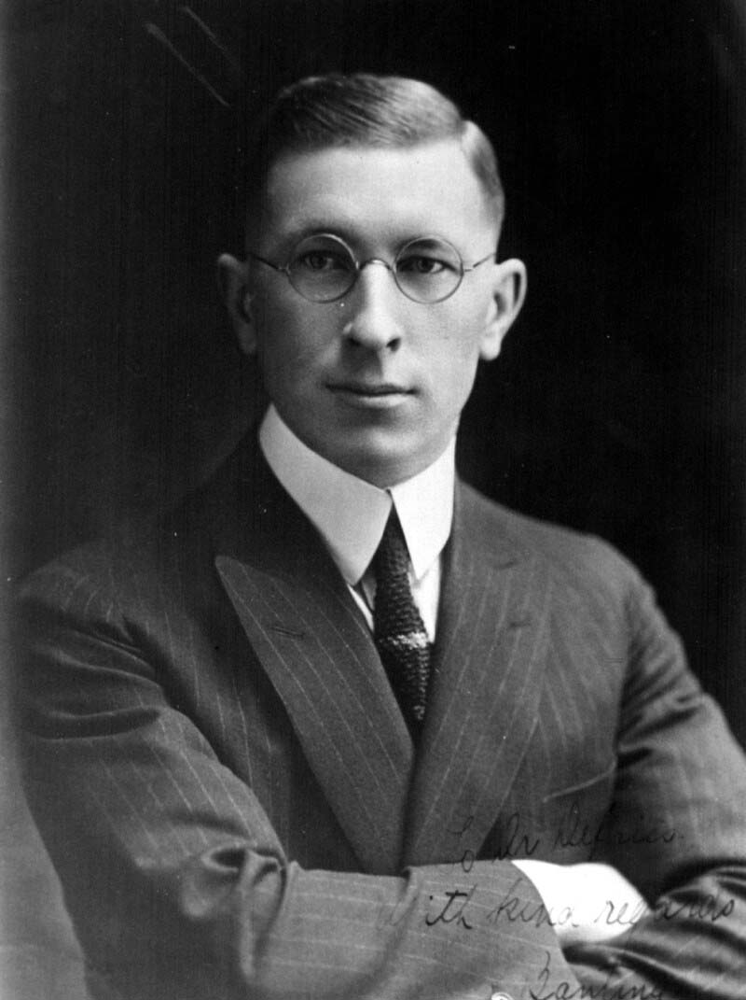 To Dr Defries.
With kind regards
Banting